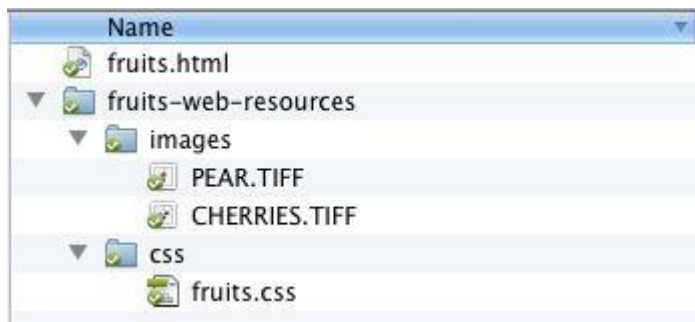 Name
fruits.html
fruits-web-resources
images
PEAR.TIFF
CHERRIES.TIFF
css
fruits.css